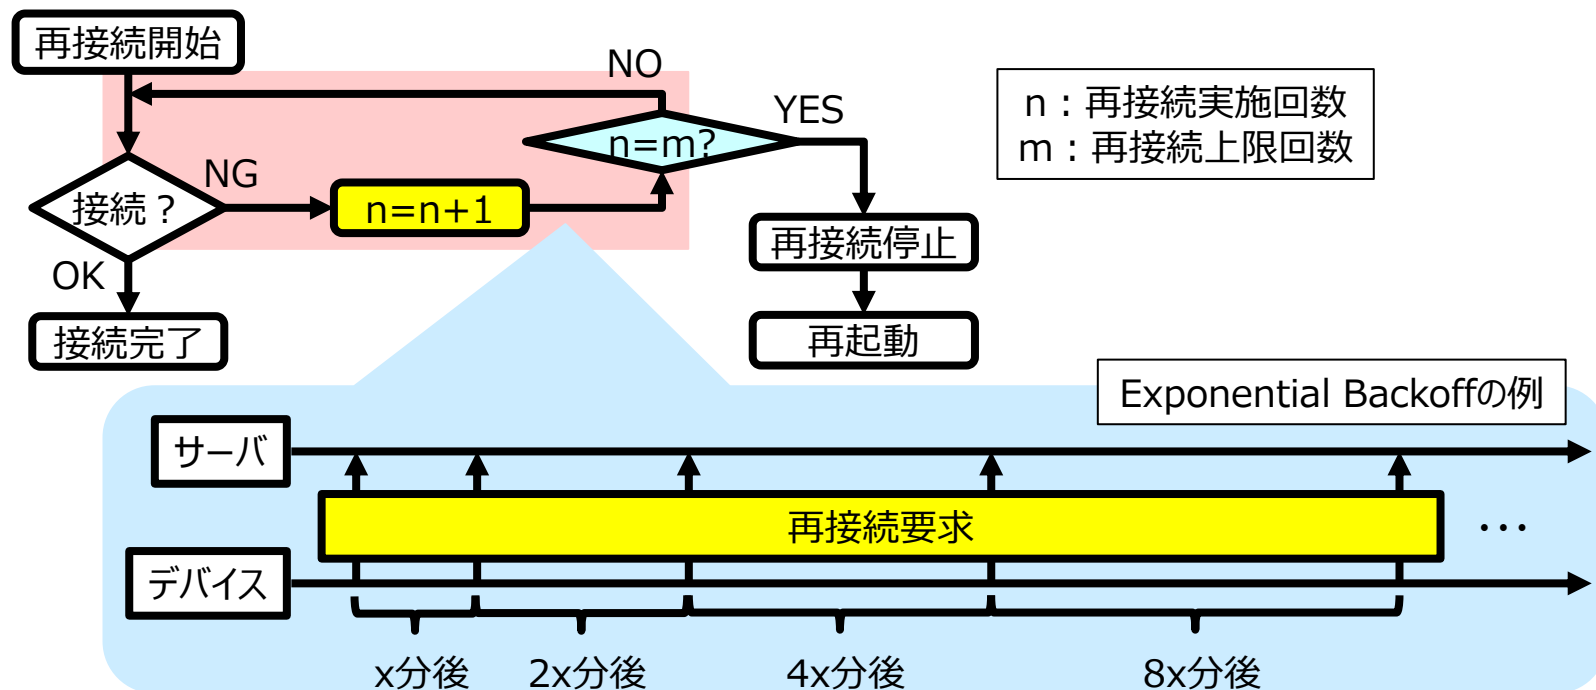 再接続開始
NO
YES
n：再接続実施回数
m：再接続上限回数
n=m?
NG
接続？
n=n+1
再接続停止
OK
接続完了
再起動
Exponential Backoffの例
サーバ
再接続要求
･･･
デバイス
x分後
2x分後
4x分後
8x分後